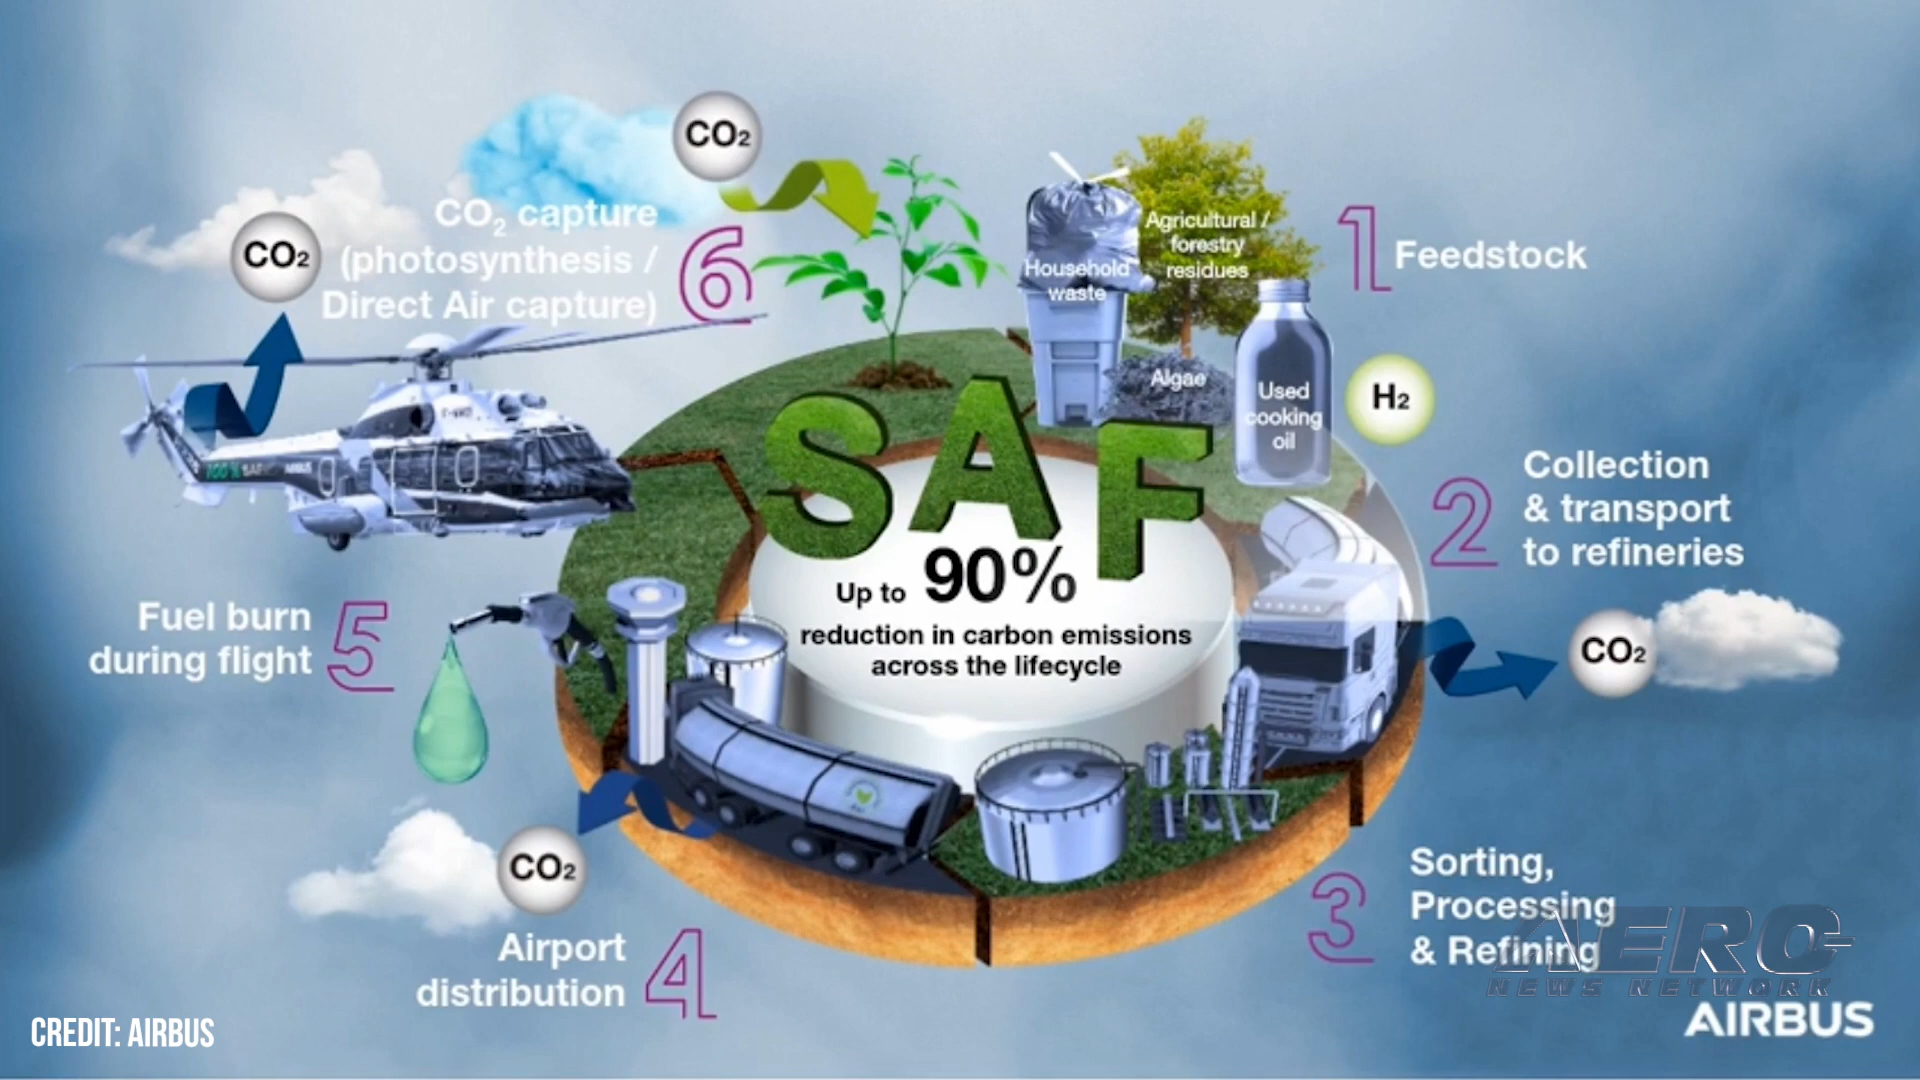 CO₂
CO₂
CO₂ capture
(photosynthesis /
Direct Air capture)
6
Household
waste
Agricultural /
forestry
residues
Algae
Used
cooking
oil
H₂
1
Feedstock
2
Collection
& transport
to refineries
CO₂
SAF
Up to 90%
reduction in carbon emissions
across the lifecycle
100%
SAF
AIRBUS
Fuel burn
during flight
5
CO₂
Airport
distribution
4
3
Sorting,
Processing
& Refining
AERO
NEWS NETWORK
AIRBUS
CREDIT: AIRBUS